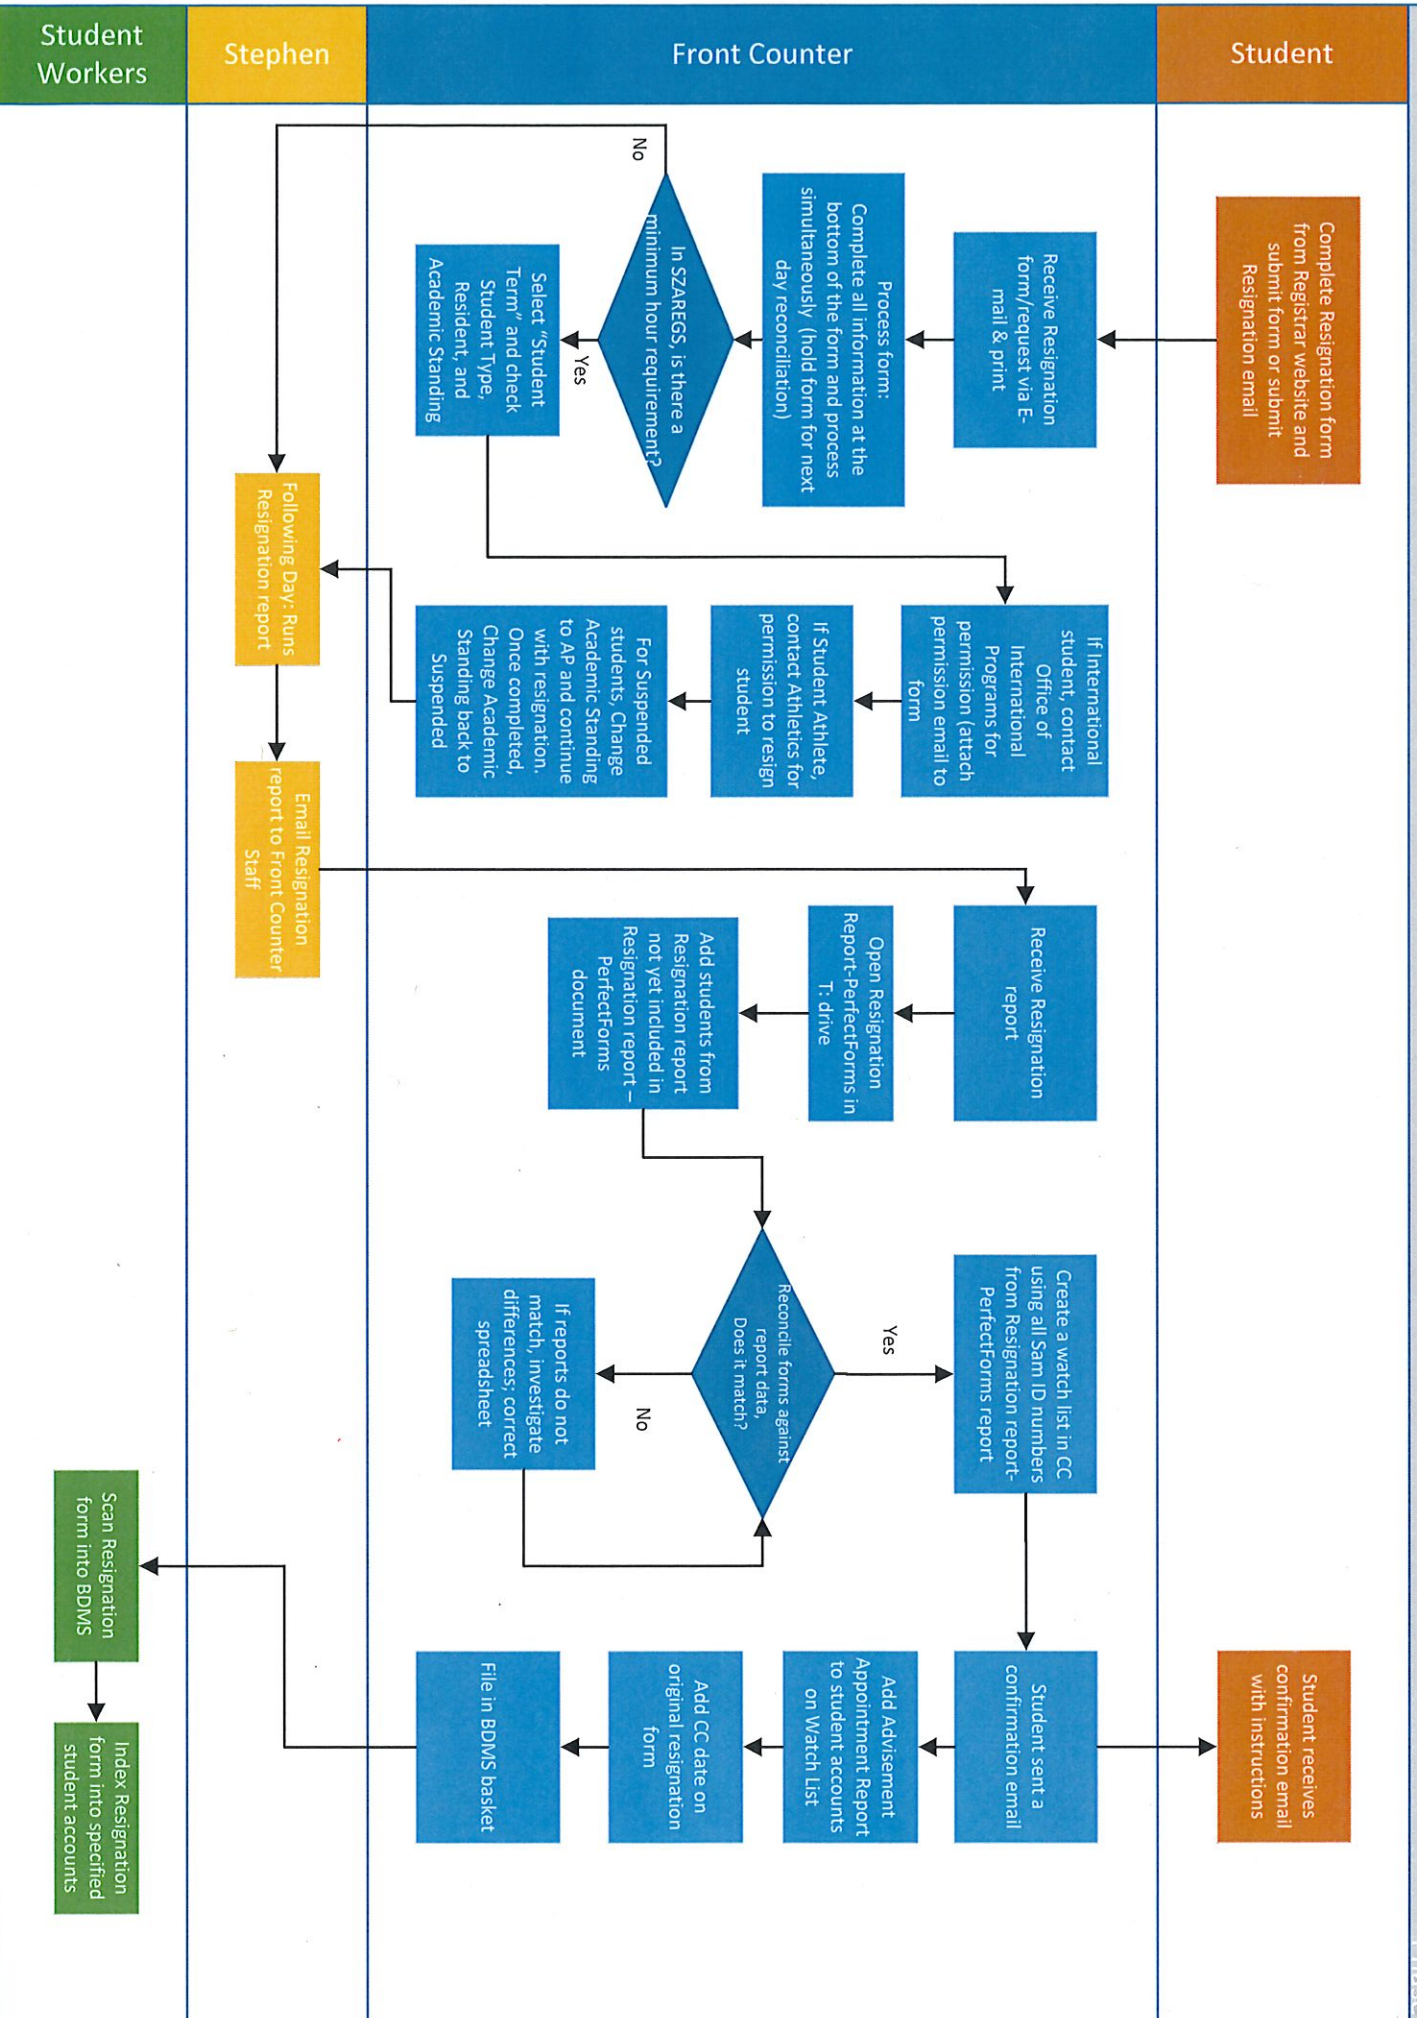 Student
Complete Resignation form
from Registrar website and
submit form or submit
Resignation email
Student receives
confirmation email
with instructions
Front Counter
Receive Resignation
form/request via E-
mail & print
Process form:
Complete all information at the
bottom of the form and process
simultaneously (hold form for next
day reconciliation)
In SZAREGS, is there a
minimum hour requirement?
No
Yes
Select "Student
Term" and check
Student Type,
Resident, and
Academic Standing
If International
student, contact
Office of
International
Programs for
permission (attach
permission email to
form
If Student Athlete,
contact Athletics for
permission to resign
student
For Suspended
students, Change
Academic Standing
to AP and continue
with resignation.
Once completed,
Change Academic
Standing back to
Suspended
Receive Resignation
report
Open Resignation
Report-PerfectForms in
T: drive
Add students from
Resignation report
not yet included in
Resignation report –
PerfectForms
document
Reconcile forms against
report data,
Does it match?
Yes
No
Create a watch list in CC
using all Sam ID numbers
from Resignation report-
PerfectForms report
If reports do not
match, investigate
differences; correct
spreadsheet
Student sent a
confirmation email
Add Advisement
Appointment Report
to student accounts
on Watch List
Add CC date on
original resignation
form
File in BDMS basket
Stephen
Following Day: Runs
Resignation report
Email Resignation
report to Front Counter
Staff
Student
Workers
Scan Resignation
form into BDMS
Index Resignation
form into specified
student accounts